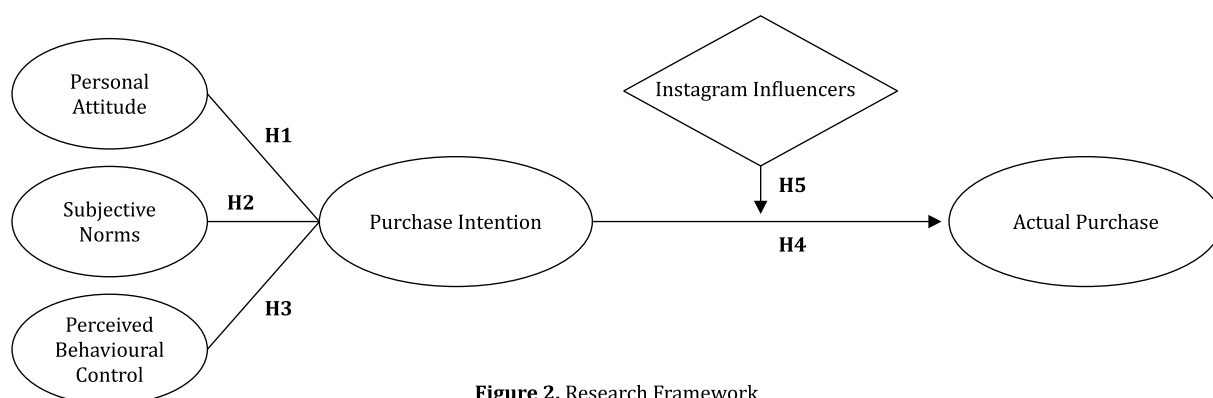 Personal
Attitude
H1
Subjective
Norms
H2
Perceived
Behavioural
Control
H3
Purchase Intention
Instagram Influencers
H5
H4
Actual Purchase
Figure 2. Research Framework